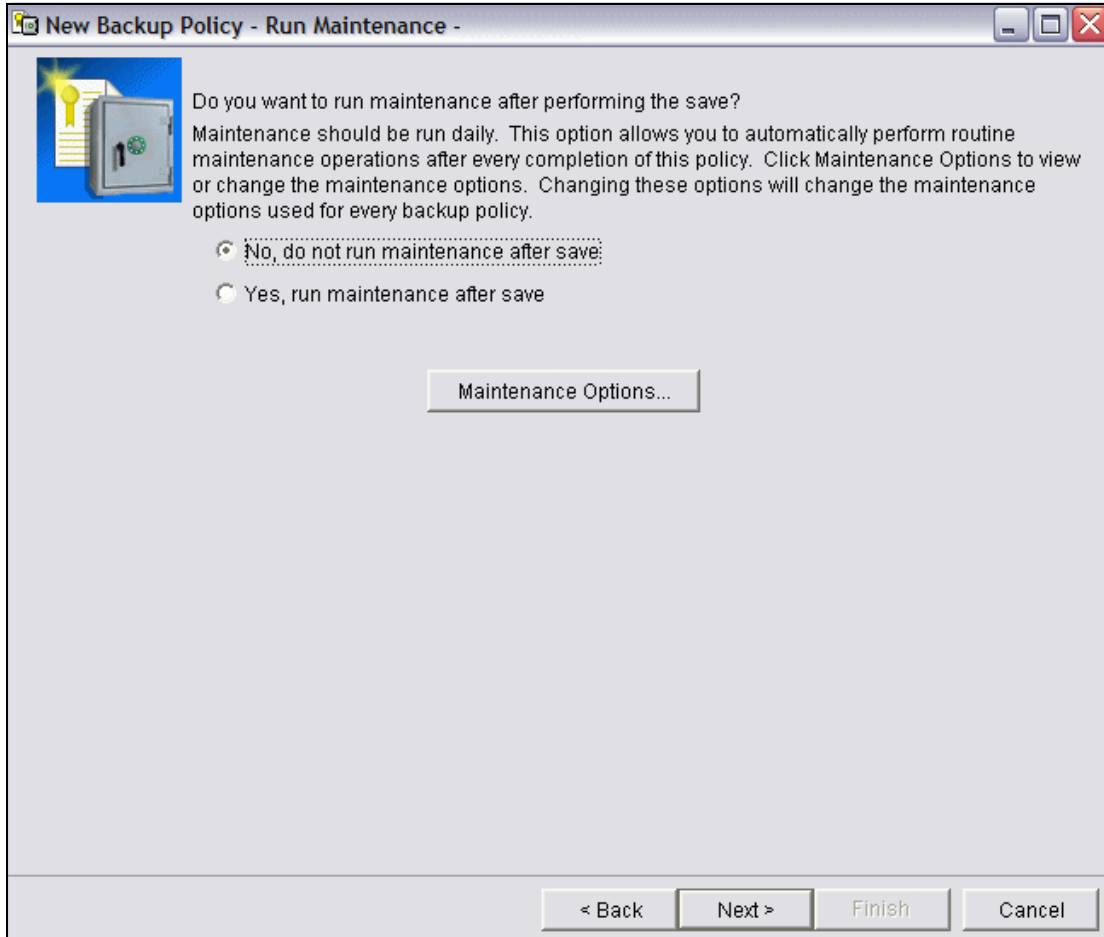 New Backup Policy - Run Maintenance -
Do you want to run maintenance after performing the save?
Maintenance should be run daily. This option allows you to automatically perform routine
maintenance operations after every completion of this policy. Click Maintenance Options to view
or change the maintenance options. Changing these options will change the maintenance
options used for every backup policy.
No, do not run maintenance after save
Yes, run maintenance after save
Maintenance Options...
< Back
Next >
Finish
Cancel